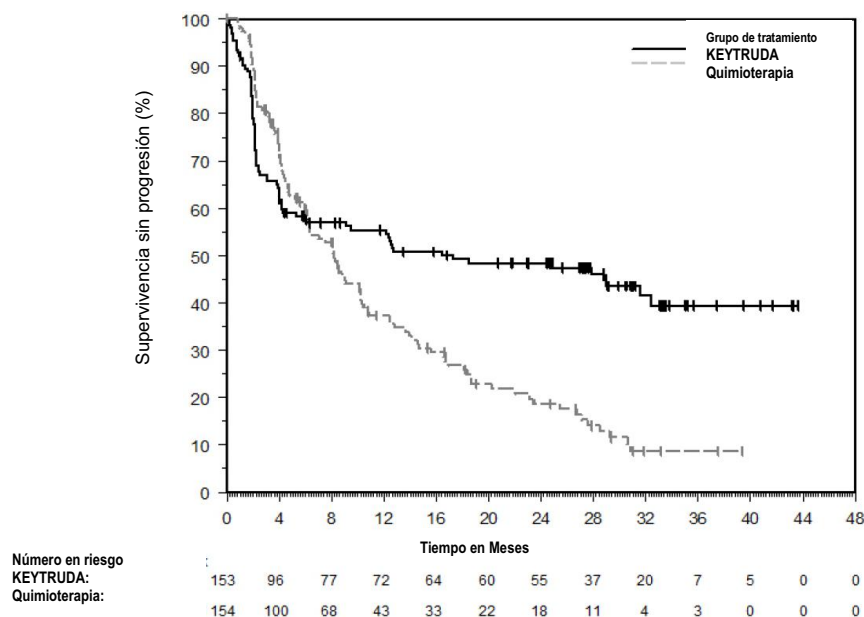 Grupo de tratamiento
KEYTRUDA
Quimioterapia
Supervivencia sin progresión (%)
100
90
80
70
60
50
40
30
20
10
0
0 4 8 12 16 20 24 28 32 36 40 44 48
Tiempo en Meses
Número en riesgo
:
KEYTRUDA: 153 96 77 72 64 60 55 37 20 7 5 0 0
Quimioterapia: 154 100 68 43 33 22 18 11 4 3 0 0 0